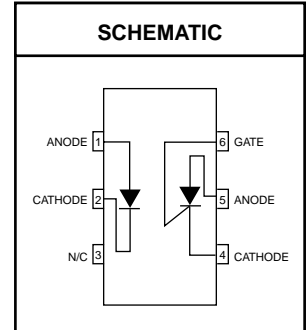 SCHEMATIC
ANODE 1
6 GATE
CATHODE 2
5 ANODE
N/C 3
4 CATHODE